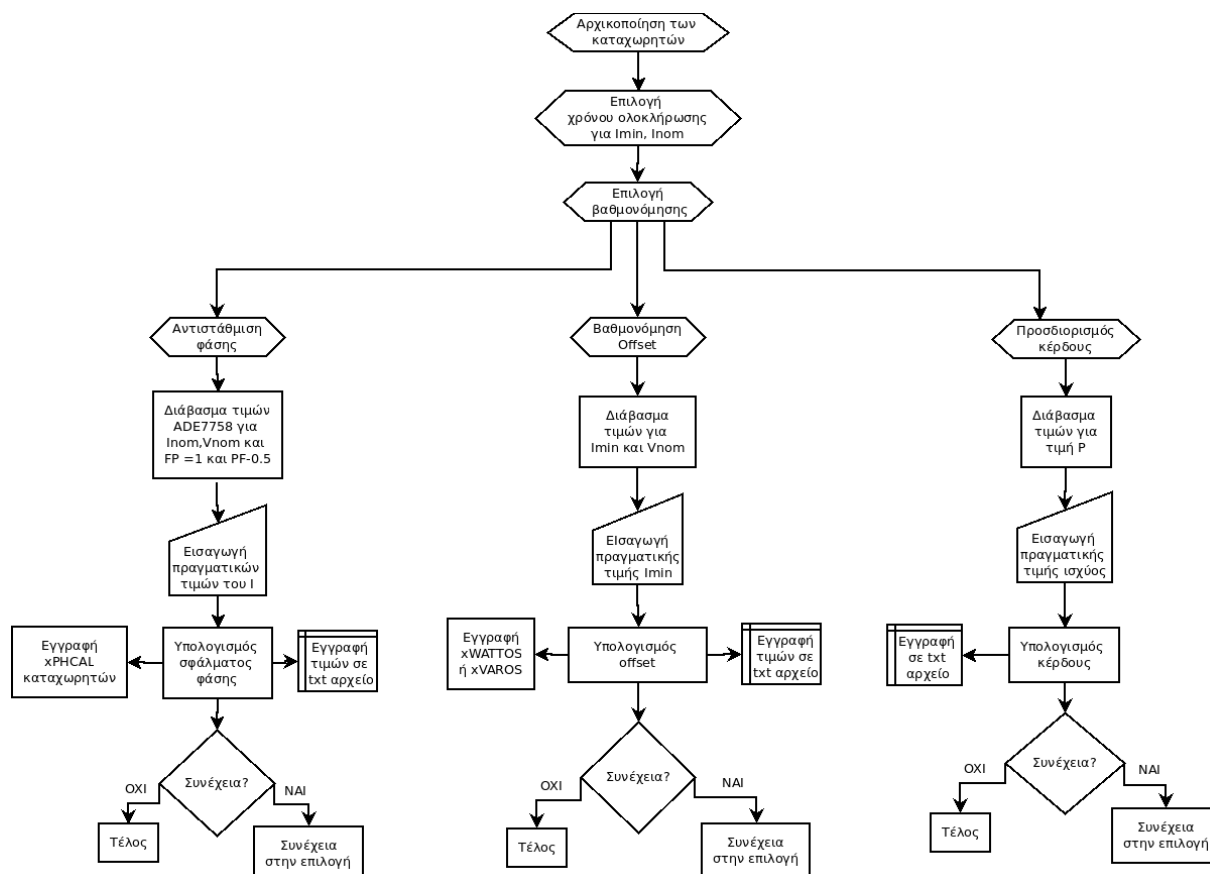 Αρχικοποίηση των
καταχωρητών
Επιλογή
χρόνου ολοκλήρωσης
για Imin, Inom
Επιλογή
βαθμονόμησης
Αντιστάθμιση
φάσης
Διάβασμα τιμών
ADE7758 για
Inom,Vnom και
FP =1 και PF-0.5
Εισαγωγή
πραγματικών
τιμών του I
Υπολογισμός
σφάλματος
φάσης
Εγγραφή
xPHCAL
καταχωρητών
Εγγραφή
τιμών σε
txt αρχείο
Συνέχεια?
ΟΧΙ
ΝΑΙ
Τέλος
Συνέχεια
στην επιλογή
Βαθμονόμηση
Offset
Διάβασμα
τιμών για
Imin και Vnom
ΕΙσαγωγή
πραγματικής
τιμής Imin
Υπολογισμός
offset
Εγγραφή
xWATTOS
ή xVAROS
Εγγραφή
τιμών σε
txt αρχείο
Συνέχεια?
ΟΧΙ
ΝΑΙ
Τέλος
Συνέχεια
στην επιλογή
Προσδιορισμός
κέρδους
Διάβασμα
τιμών για
τιμή P
Εισαγωγή
πραγματικής
τιμής ισχύος
Υπολογισμός
κέρδους
Εγγραφή
σε txt
αρχείο
Συνέχεια?
ΟΧΙ
ΝΑΙ
Τέλος
Συνέχεια
στην επιλογή